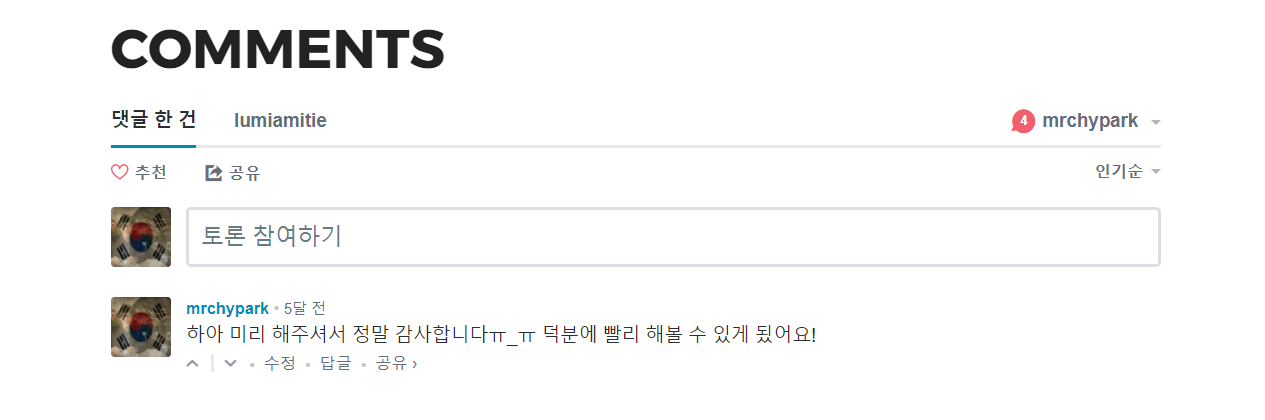 COMMENTS
댓글 한 건 lumiamitie 4 mrchypark
추천 공유 인기순
토론 참여하기
mrchypark • 5달 전
하아 미리 해주셔서 정말 감사합니다ㅠ_ㅠ 덕분에 빨리 해볼 수 있게 됬어요!
• 수정 • 답글 • 공유 ›